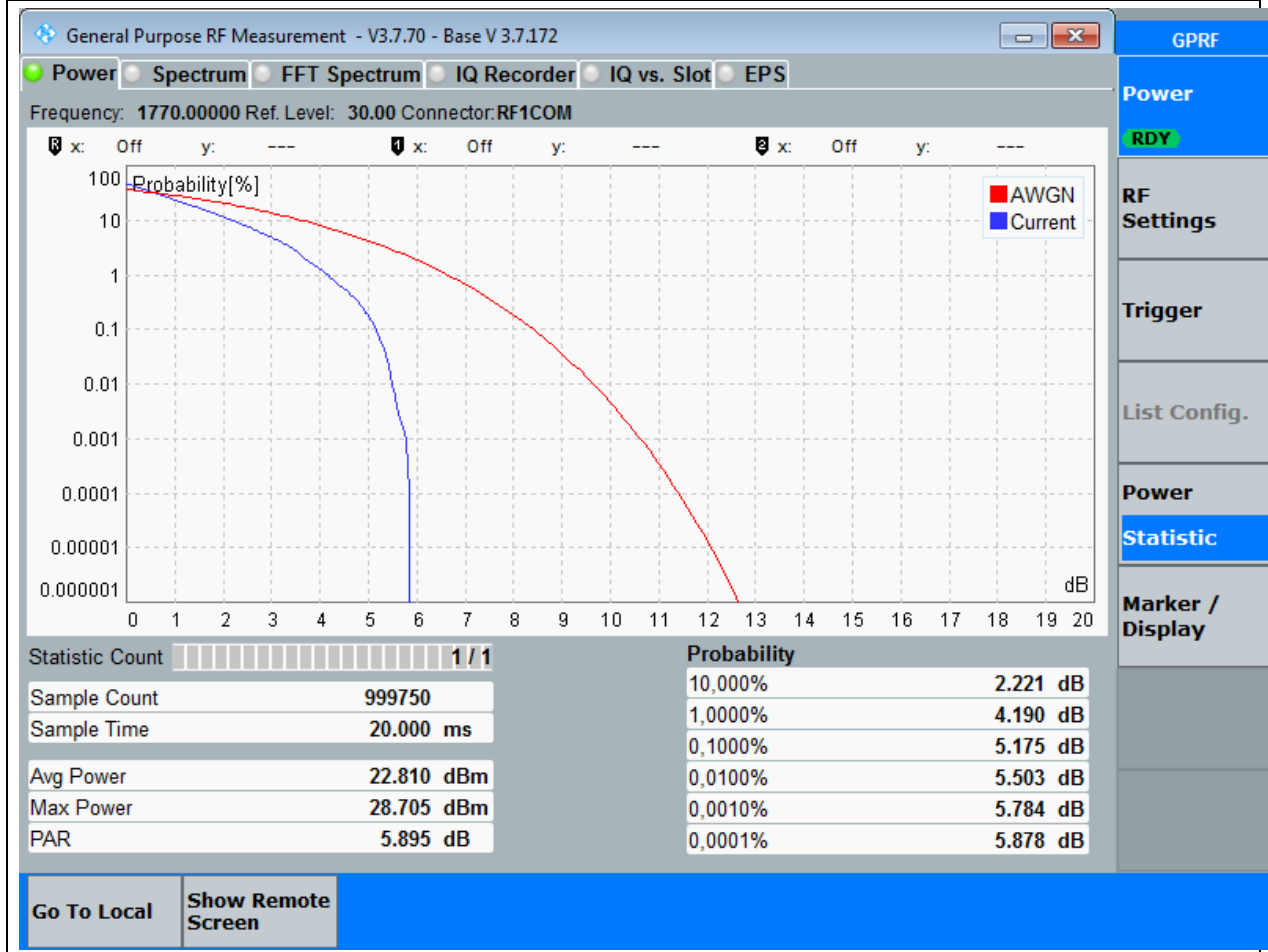 General Purpose RF Measurement - V3.7.70 - Base V 3.7.172
GPRF
Power Spectrum FFT Spectrum IQ Recorder IQ vs. Slot EPS
Frequency: 1770.00000 Ref. Level: 30.00 Connector: RF1COM
R x: Off y: --- 1 x: Off y: --- 2 x: Off y: ---
Probability[%]
100
10
1
0.1
0.01
0.001
0.0001
0.00001
0.000001
AWGN
Current
dB
0 1 2 3 4 5 6 7 8 9 10 11 12 13 14 15 16 17 18 19 20
Statistic Count 1 / 1
Sample Count 999750
Sample Time 20.000 ms
Avg Power 22.810 dBm
Max Power 28.705 dBm
PAR 5.895 dB
Probability
10,000% 2.221 dB
1,0000% 4.190 dB
0,1000% 5.175 dB
0,0100% 5.503 dB
0,0010% 5.784 dB
0,0001% 5.878 dB
Power
RDY
RF
Settings
Trigger
List Config.
Power
Statistic
Marker /
Display
Go To Local
Show Remote
Screen